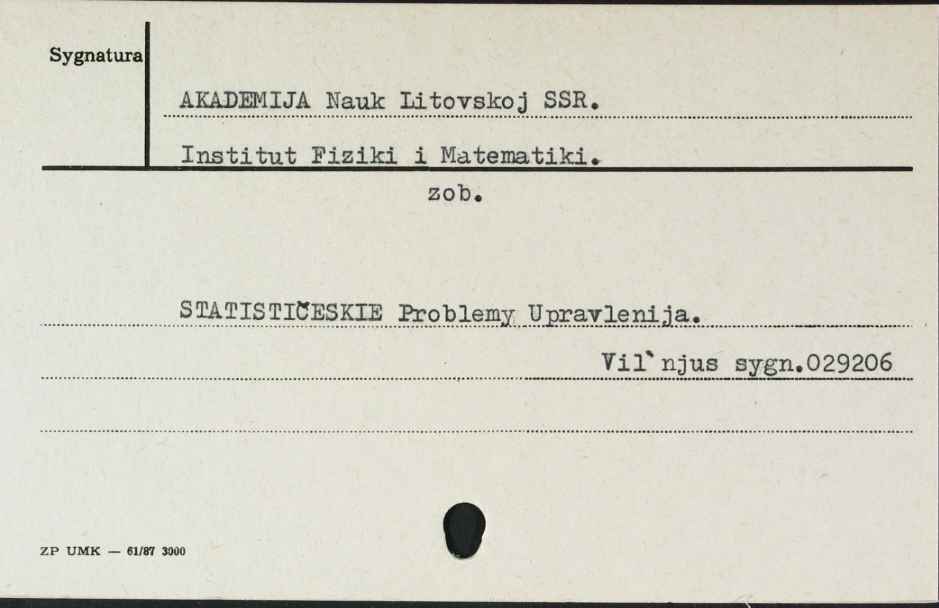 Sygnatura
AKADEMIJA Nauk Litovskoj SSR.
Institut Fiziki i Matematiki.
zob.
STATISTIČESKIE Problemy Upravlenija.
Vil`njus sygn.029206
ZP UMK — 61/87 3000